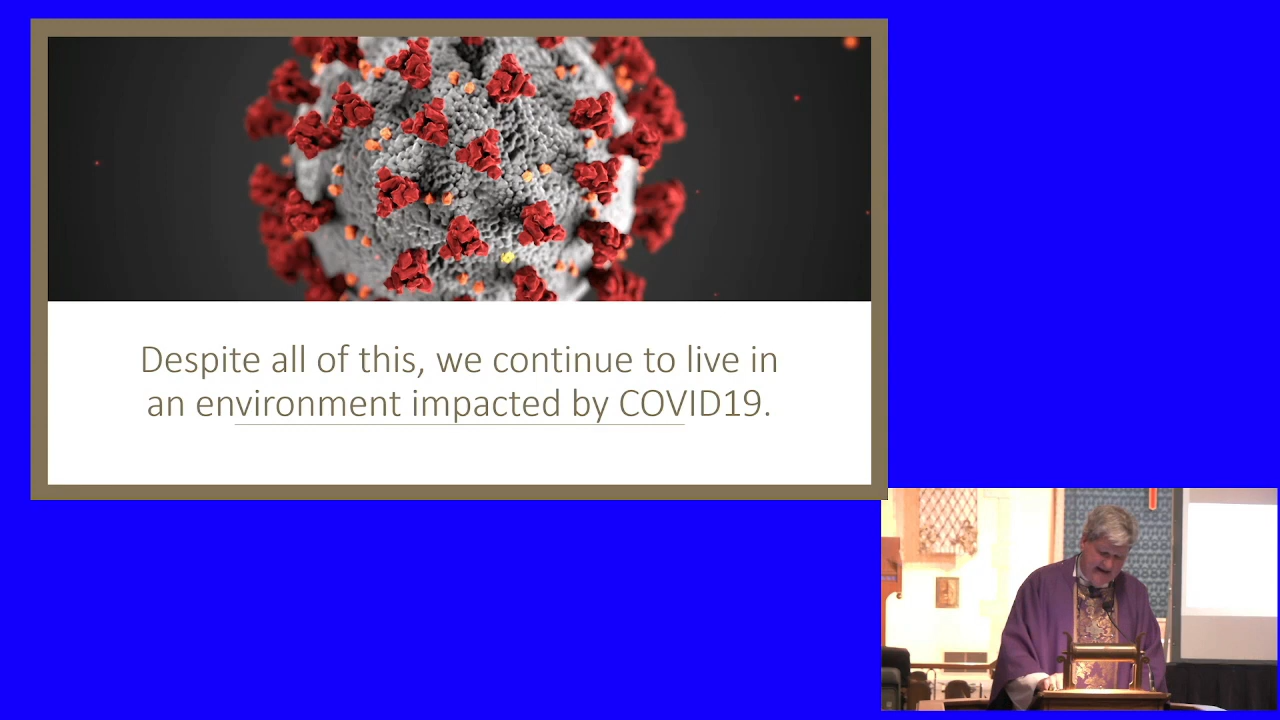 Despite all of this, we continue to live in
an environment impacted by COVID19.